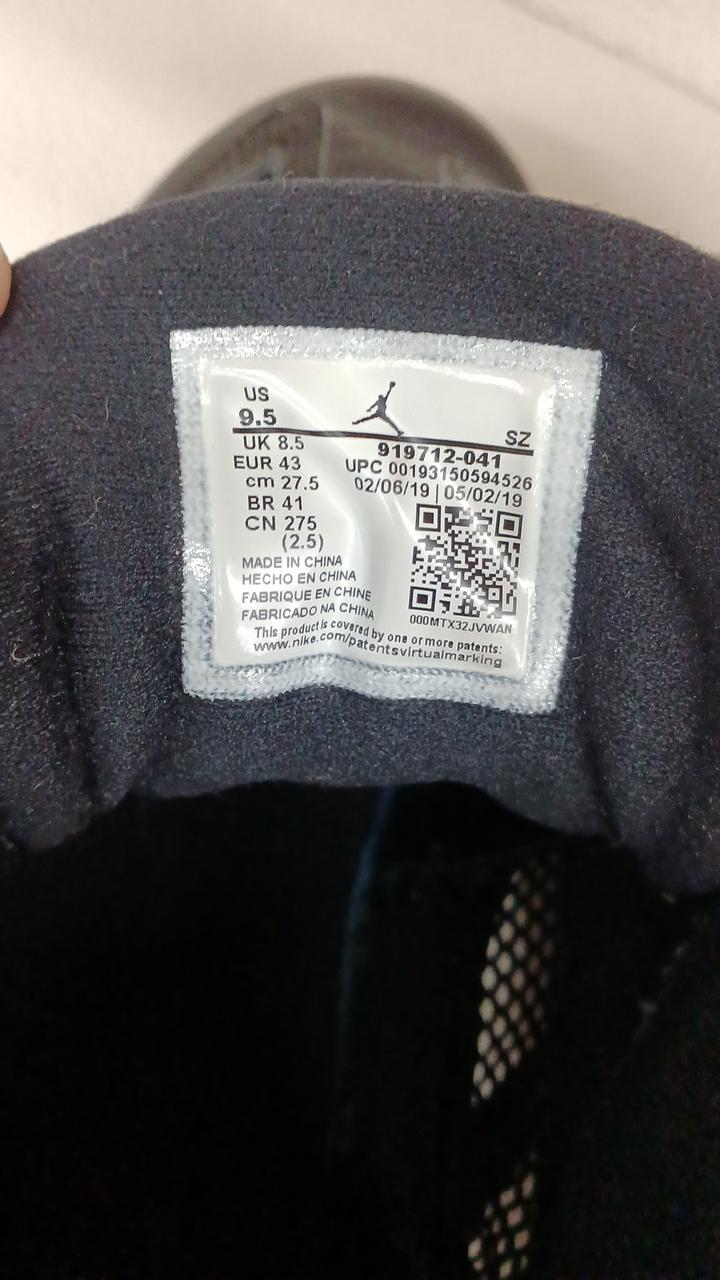 US
9.5
SZ
UK 8.5
EUR 43
cm 27.5
BR 41
CN 275
(2.5)
919712-041
UPC 00193150594526
02/06/19 | 05/02/19
000MTX32JVWAN
MADE IN CHINA
HECHO EN CHINA
FABRIQUE EN CHINE
FABRICADO NA CHINA
This product is covered by one or more patents:
www.nike.com/patentsvirtualmarking